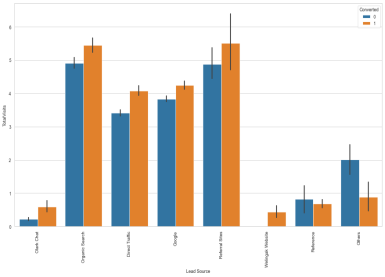 Converted
0
1
TotalVisits
6
5
4
3
2
1
0
Olark Chat
Organic Search
Direct Traffic
Google
Referral Sites
Welingak Website
Reference
Others
Lead Source